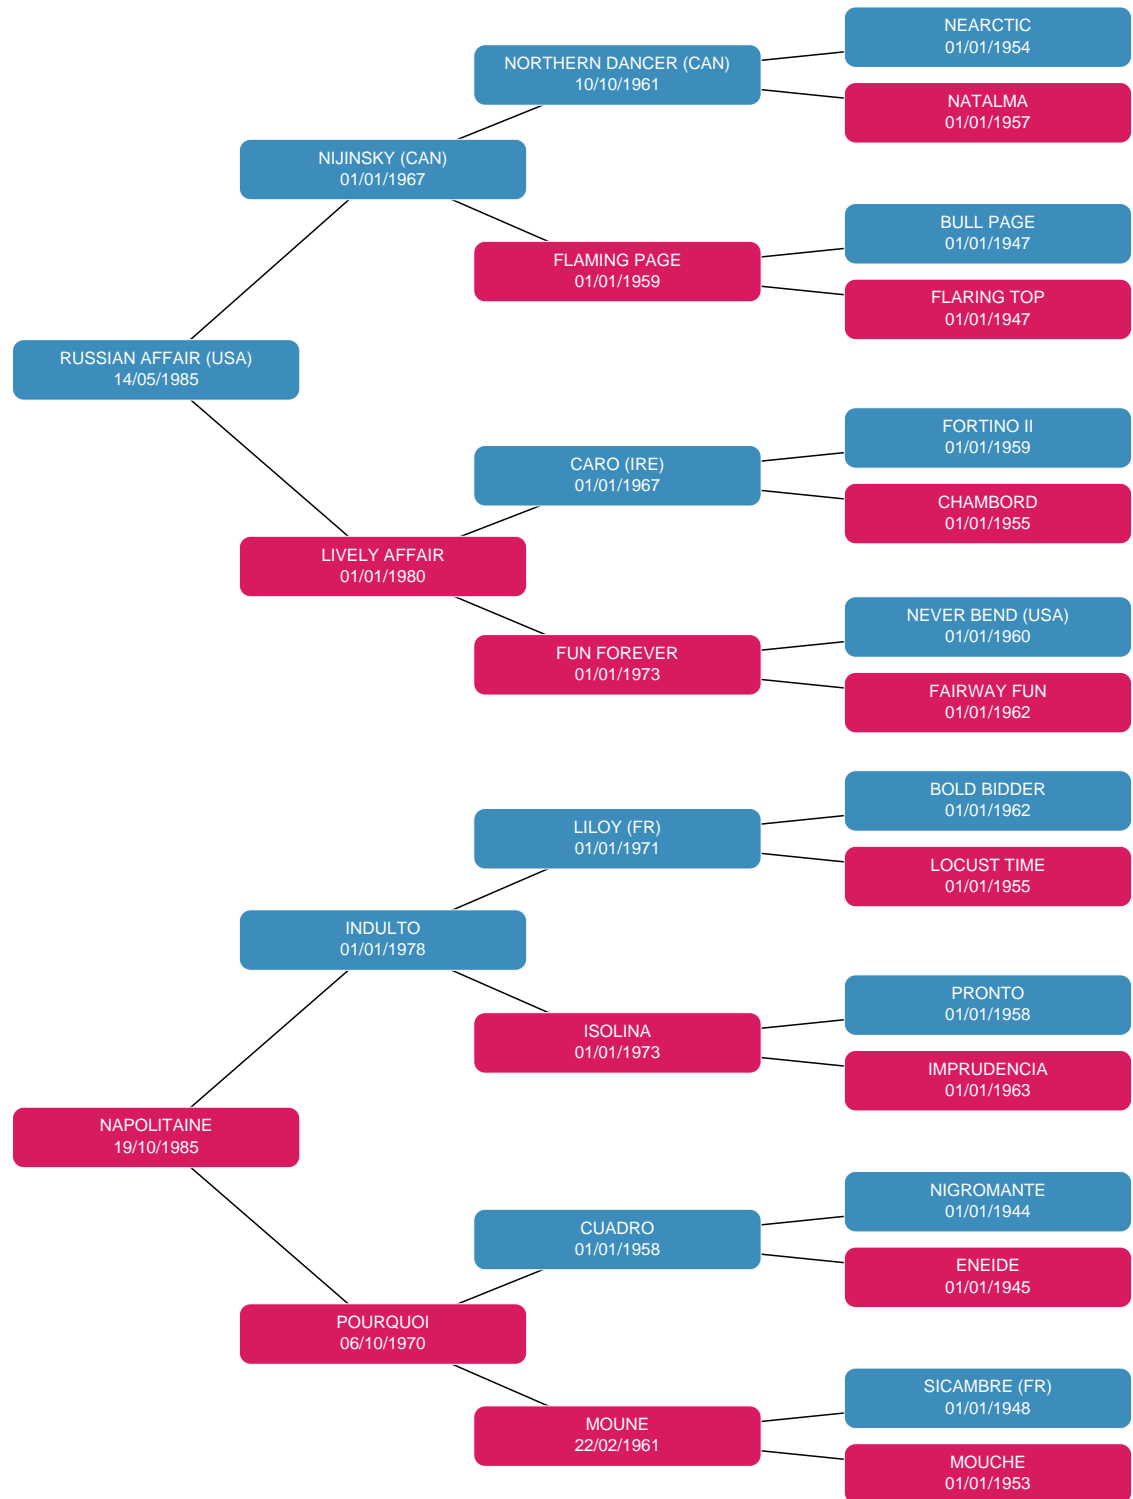 NEARCTIC
01/01/1954
NORTHERN DANCER (CAN)
10/10/1961
NATALMA
01/01/1957
NIJINSKY (CAN)
01/01/1967
BULL PAGE
01/01/1947
FLAMING PAGE
01/01/1959
FLARING TOP
01/01/1947
RUSSIAN AFFAIR (USA)
14/05/1985
FORTINO II
01/01/1959
CARO (IRE)
01/01/1967
CHAMBORD
01/01/1955
LIVELY AFFAIR
01/01/1980
NEVER BEND (USA)
01/01/1960
FUN FOREVER
01/01/1973
FAIRWAY FUN
01/01/1962
BOLD BIDDER
01/01/1962
LILOY (FR)
01/01/1971
LOCUST TIME
01/01/1955
INDULTO
01/01/1978
PRONTO
01/01/1958
ISOLINA
01/01/1973
IMPRUDENCIA
01/01/1963
NAPOLITAINE
19/10/1985
NIGROMANTE
01/01/1944
CUADRO
01/01/1958
ENEIDE
01/01/1945
POURQUOI
06/10/1970
SICAMBRE (FR)
01/01/1948
MOUNE
22/02/1961
MOUCHE
01/01/1953